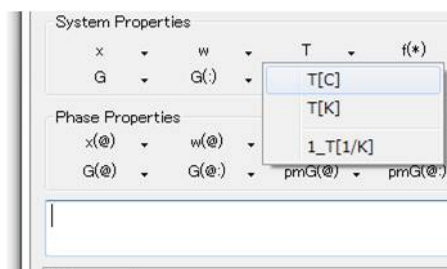 System Properties
x w T f(*)
G G(:) T[C]
T[K]
Phase Properties
1_T[1/K]
x(@) w(@)
G(@) G(@:) pmG(@) pmG(@:)